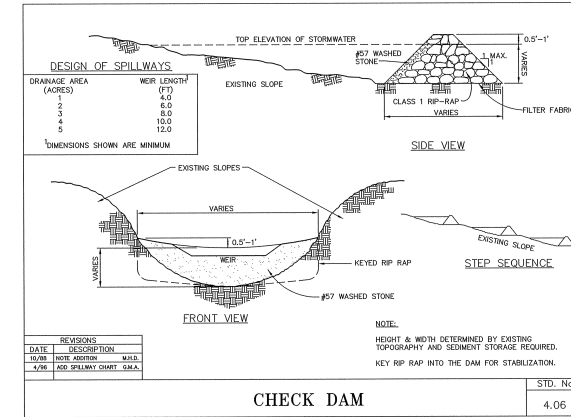 TOP ELEVATION OF STORMWATER
0.5'-1'
#57 WASHED
STONE
1 MAX.
1
VARIES
DESIGN OF SPILLWAYS
DRAINAGE AREA WEIR LENGTH1
(ACRES) (FT)
1 4.0
2 6.0
3 8.0
4 10.0
5 12.0
1DIMENSIONS SHOWN ARE MINIMUM
EXISTING SLOPE
CLASS 1 RIP-RAP
VARIES
FILTER FABRIC
SIDE VIEW
EXISTING SLOPES
VARIES
0.5'-1'
WEIR
VARIES
KEYED RIP RAP
#57 WASHED STONE
FRONT VIEW
EXISTING SLOPE
STEP SEQUENCE
NOTE:
HEIGHT & WIDTH DETERMINED BY EXISTING
TOPOGRAPHY AND SEDIMENT STORAGE REQUIRED.
KEY RIP RAP INTO THE DAM FOR STABILIZATION.
REVISIONS
DATE DESCRIPTION
10/88 NOTE ADDITION M.H.D.
4/96 ADD SPILLWAY CHART G.M.A.
CHECK DAM
STD. No
4.06